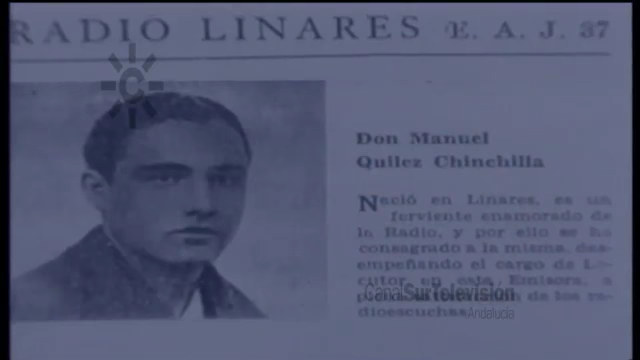 RADIO LINARES E. A. J. 37
Don Manuel
Quilez Chinchilla
Nació en Linares, es un
ferviente enamorado de
la Radio, y por ello se ha
consagrado a la misma, des-
empeñando el cargo de Lo-
cutor, en esta Emisora, a
de los ra-
dioescuchas.
CanalSurTelevisión
Andalucía